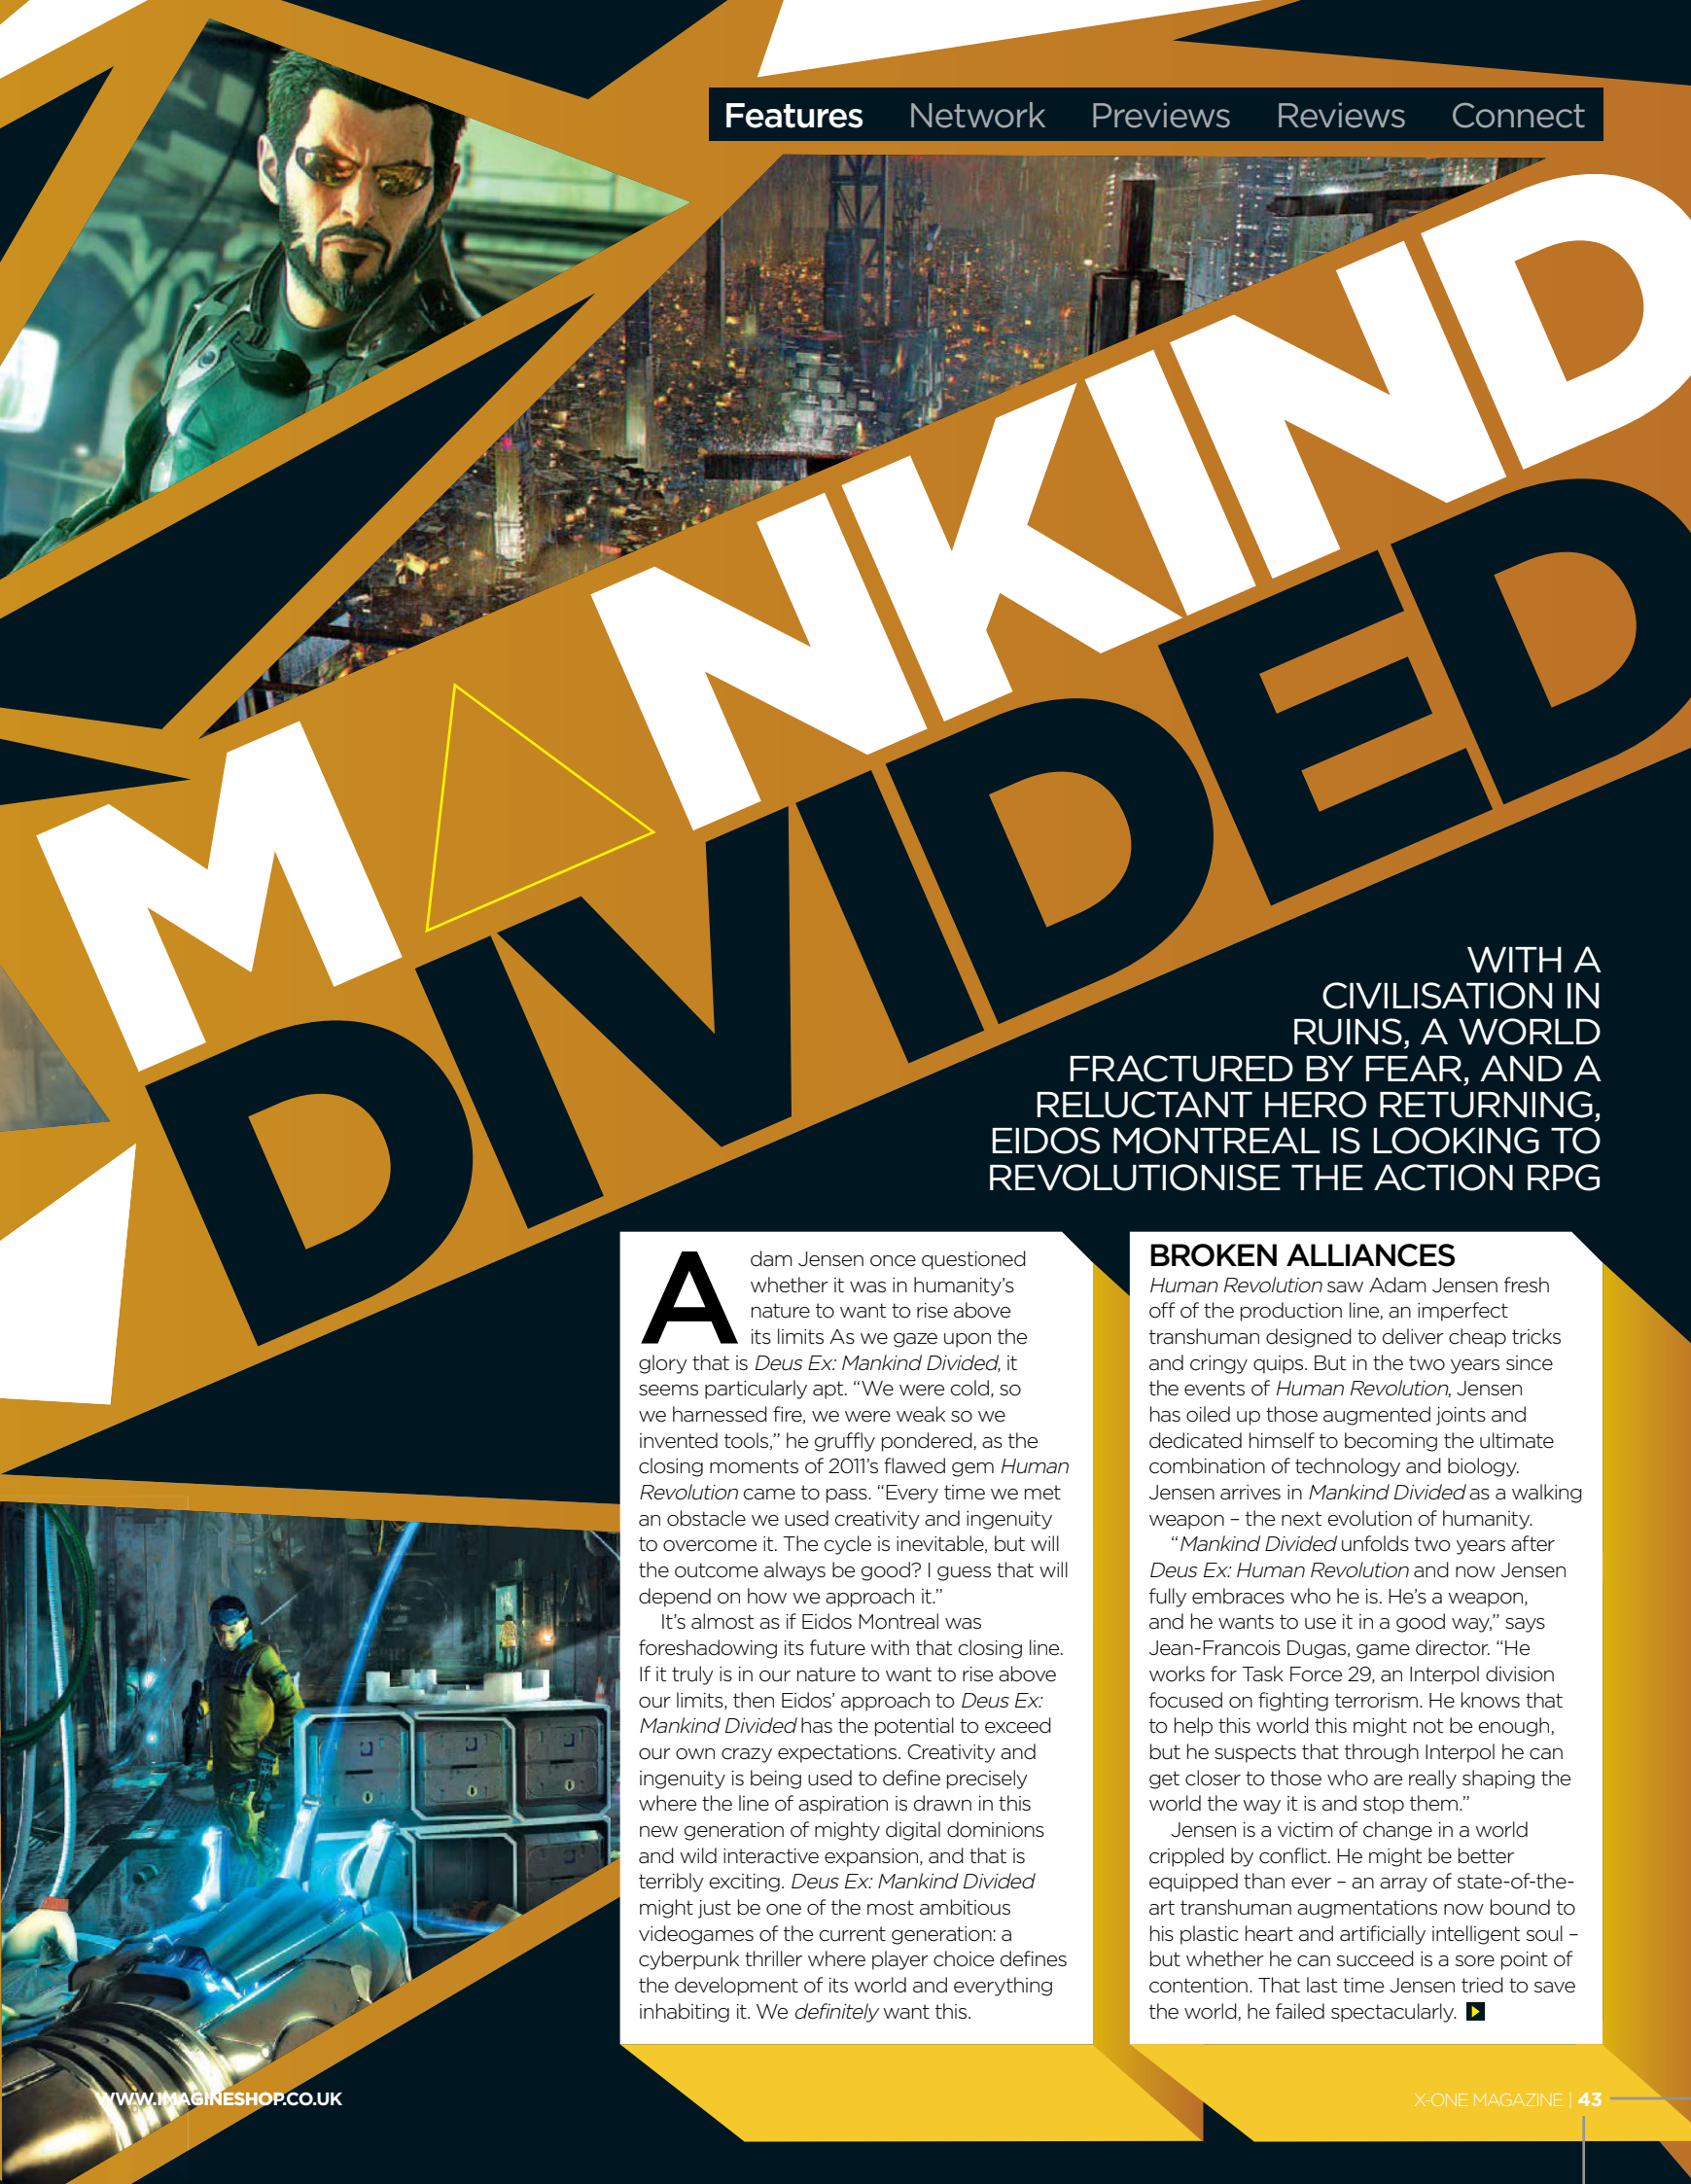 Features Network Previews Reviews Connect
M NKIND
DIVIDED
WITH A
CIVILISATION IN
RUINS, A WORLD
FRACTURED BY FEAR, AND A
RELUCTANT HERO RETURNING,
EIDOS MONTREAL IS LOOKING TO
REVOLUTIONISE THE ACTION RPG
Adam Jensen once questioned
whether it was in humanity's
nature to want to rise above
its limits As we gaze upon the
glory that is Deus Ex: Mankind Divided, it
seems particularly apt. “We were cold, so
we harnessed fire, we were weak so we
invented tools,” he gruffly pondered, as the
closing moments of 2011's flawed gem Human
Revolution came to pass. “Every time we met
an obstacle we used creativity and ingenuity
to overcome it. The cycle is inevitable, but will
the outcome always be good? I guess that will
depend on how we approach it.”
It's almost as if Eidos Montreal was
foreshadowing its future with that closing line.
If it truly is in our nature to want to rise above
our limits, then Eidos' approach to Deus Ex:
Mankind Divided has the potential to exceed
our own crazy expectations. Creativity and
ingenuity is being used to define precisely
where the line of aspiration is drawn in this
new generation of mighty digital dominions
and wild interactive expansion, and that is
terribly exciting. Deus Ex: Mankind Divided
might just be one of the most ambitious
videogames of the current generation: a
cyberpunk thriller where player choice defines
the development of its world and everything
inhabiting it. We definitely want this.
BROKEN ALLIANCES
Human Revolution saw Adam Jensen fresh
off of the production line, an imperfect
transhuman designed to deliver cheap tricks
and cringy quips. But in the two years since
the events of Human Revolution, Jensen
has oiled up those augmented joints and
dedicated himself to becoming the ultimate
combination of technology and biology.
Jensen arrives in Mankind Divided as a walking
weapon – the next evolution of humanity.
“Mankind Divided unfolds two years after
Deus Ex: Human Revolution and now Jensen
fully embraces who he is. He's a weapon,
and he wants to use it in a good way,” says
Jean-Francois Dugas, game director. “He
works for Task Force 29, an Interpol division
focused on fighting terrorism. He knows that
to help this world this might not be enough,
but he suspects that through Interpol he can
get closer to those who are really shaping the
world the way it is and stop them.”
Jensen is a victim of change in a world
crippled by conflict. He might be better
equipped than ever – an array of state-of-the-
art transhuman augmentations now bound to
his plastic heart and artificially intelligent soul –
but whether he can succeed is a sore point of
contention. That last time Jensen tried to save
the world, he failed spectacularly.
WWW.IMAGINESHOP.CO.UK
X-ONE MAGAZINE | 43